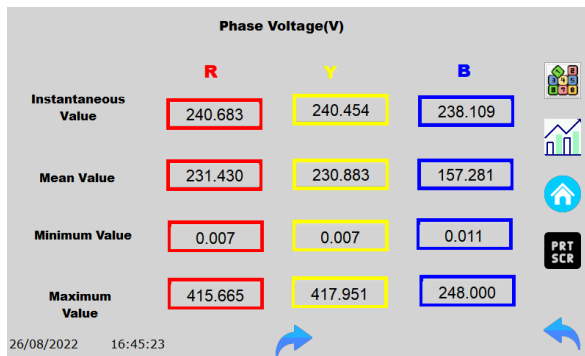 Phase Voltage(V)
R Y B
Instantaneous
Value
240.683 240.454 238.109
Mean Value 231.430 230.883 157.281
Minimum Value 0.007 0.007 0.011
Maximum
Value
415.665 417.951 248.000
PRT
SCR
26/08/2022 16:45:23